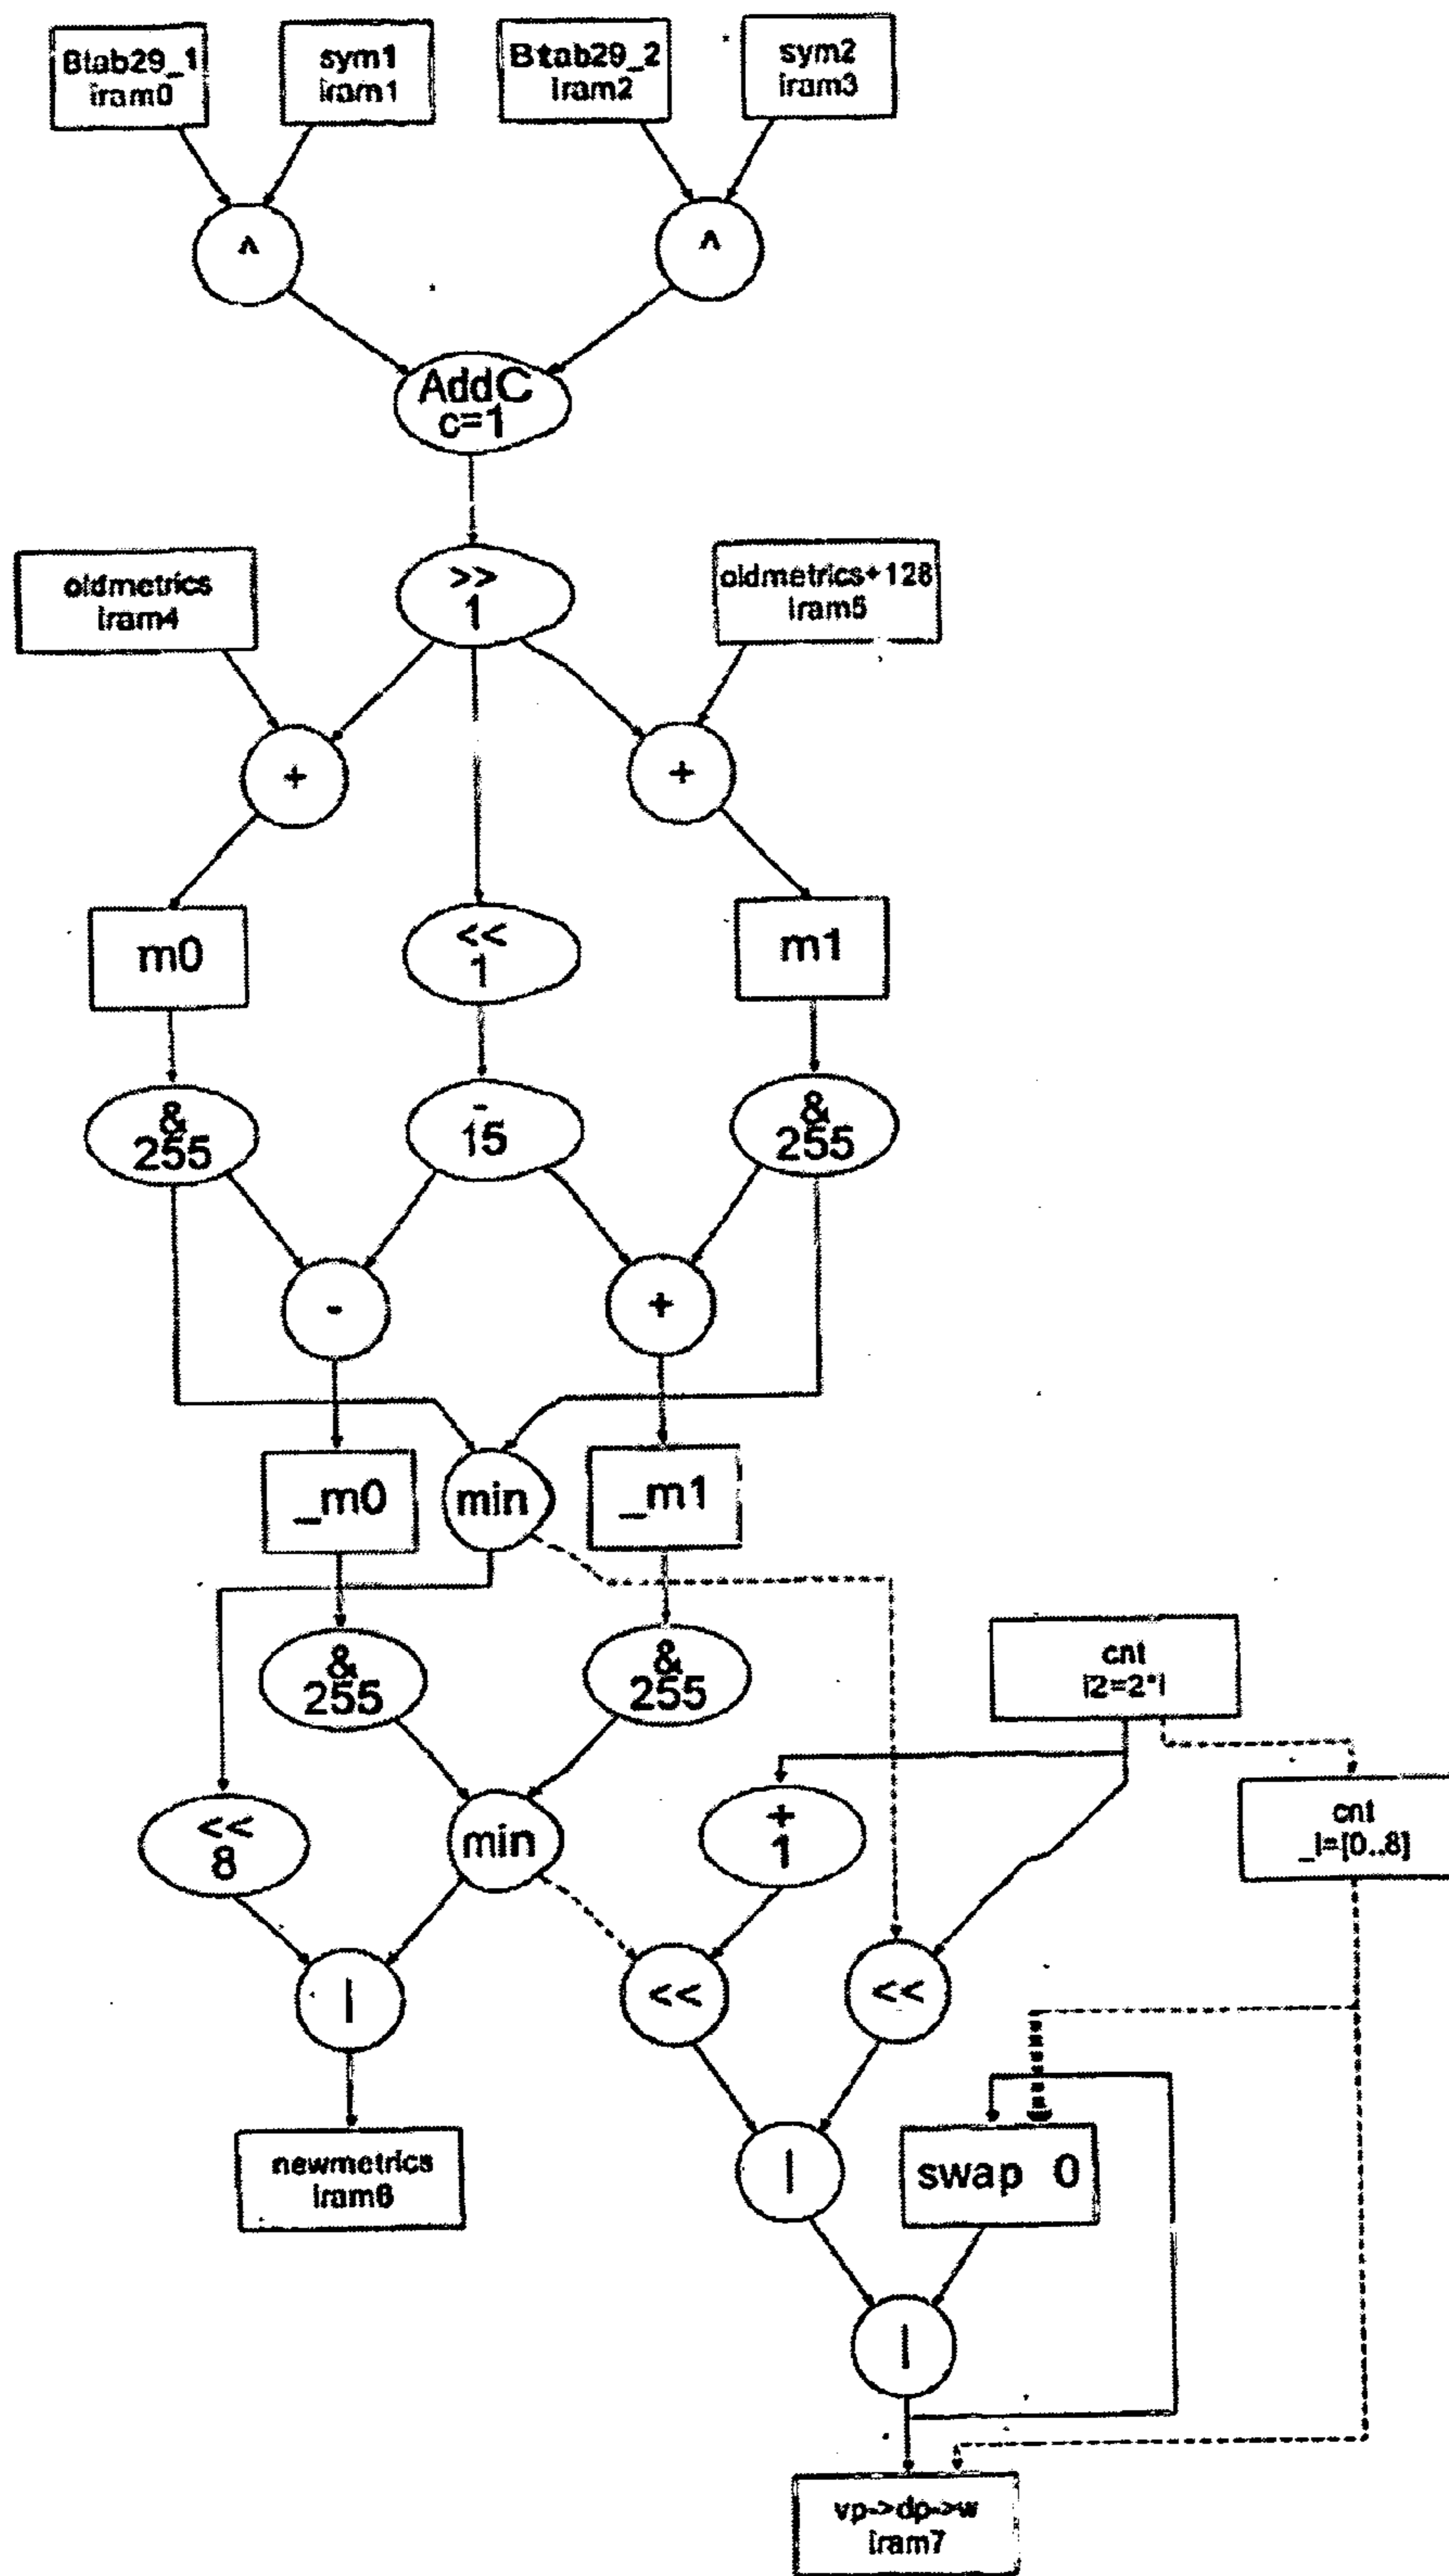 Btab29_1
iram0
sym1
iram1
Btab29_2
iram2
sym2
iram3
^
^
AddC
c=1
oldmetrics
iram4
>>
1
oldmetrics+128
iram5
+
+
m0
<<
1
m1
&
255
-
15
&
255
-
+
_m0
min
_m1
&
255
&
255
cnt
i2=2*i
<<
8
min
+
1
cnt
_i=[0..8]
|
<<
<<
newmetrics
iram6
|
swap 0
|
vp->dp->w
iram7